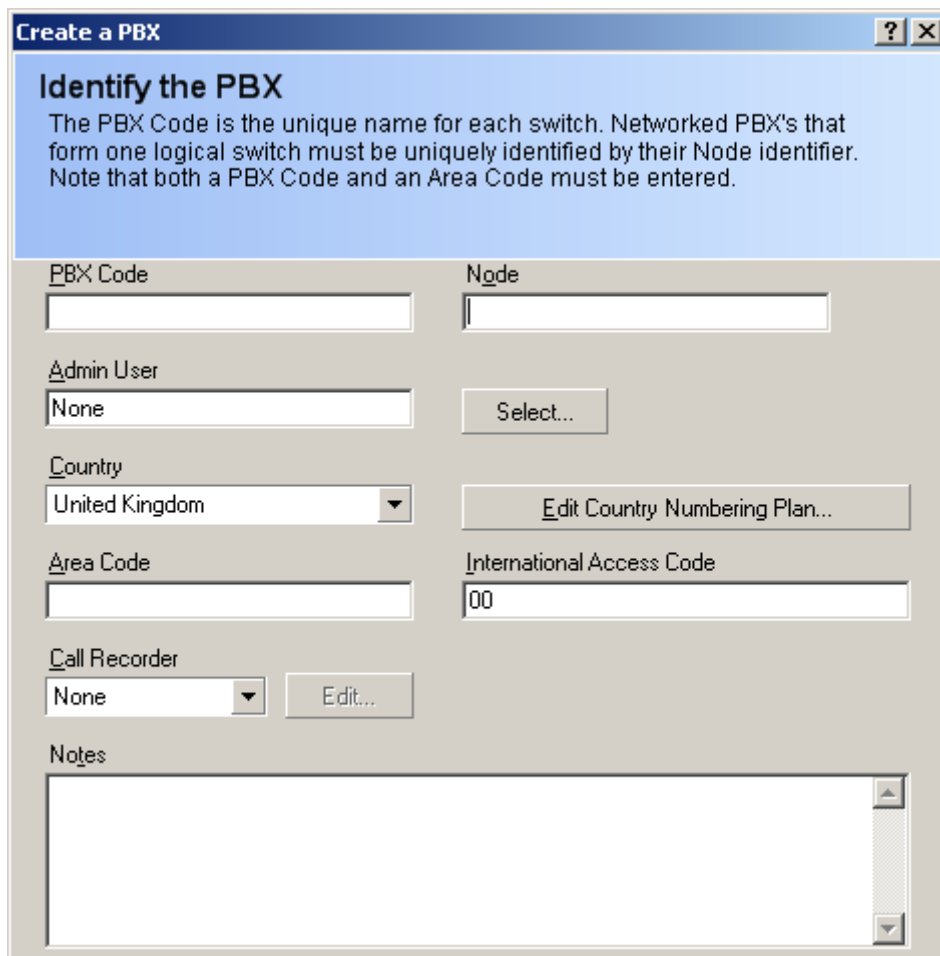 Create a PBX
Identify the PBX
The PBX Code is the unique name for each switch. Networked PBX's that
form one logical switch must be uniquely identified by their Node identifier.
Note that both a PBX Code and an Area Code must be entered.
PBX Code
Node
Admin User
None
Select...
Country
United Kingdom
Edit Country Numbering Plan...
Area Code
International Access Code
00
Call Recorder
None
Edit...
Notes